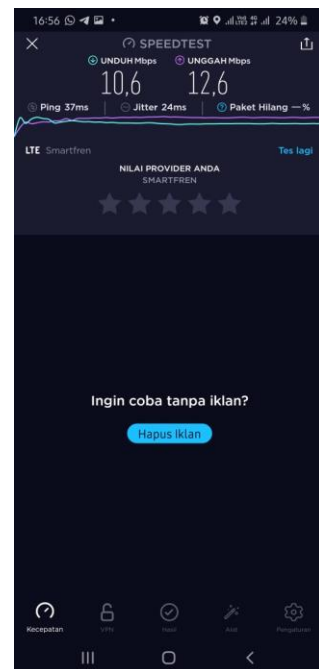 16:56 24%
SPEEDTEST
UNDUH Mbps UNGGAH Mbps
10,6 12,6
Ping 37ms Jitter 24ms Paket Hilang —%
LTE Smartfren Tes lagi
NILAI PROVIDER ANDA
SMARTFREN
Ingin coba tanpa iklan?
Hapus Iklan
Kecepatan VPN Hasil Alat Pengaturan